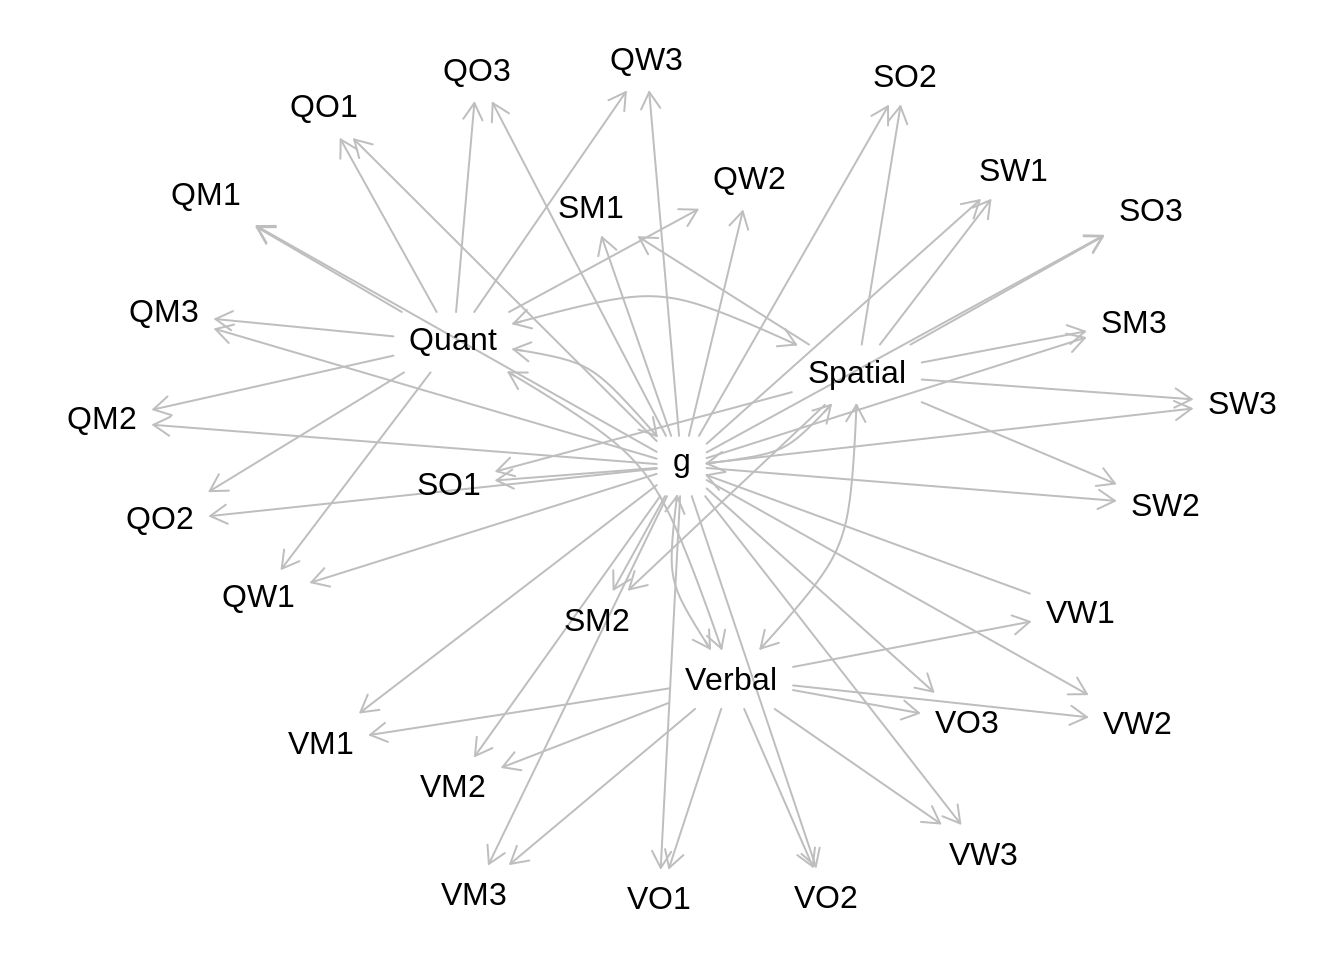 QW3
QO3
SO2
QO1
SW1
QW2
QM1
SM1
SO3
QM3
SM3
Quant
Spatial
SW3
QM2
g
SO1
SW2
QO2
QW1
VW1
SM2
Verbal
VO3
VW2
VM1
VM2
VW3
VM3
VO2
VO1